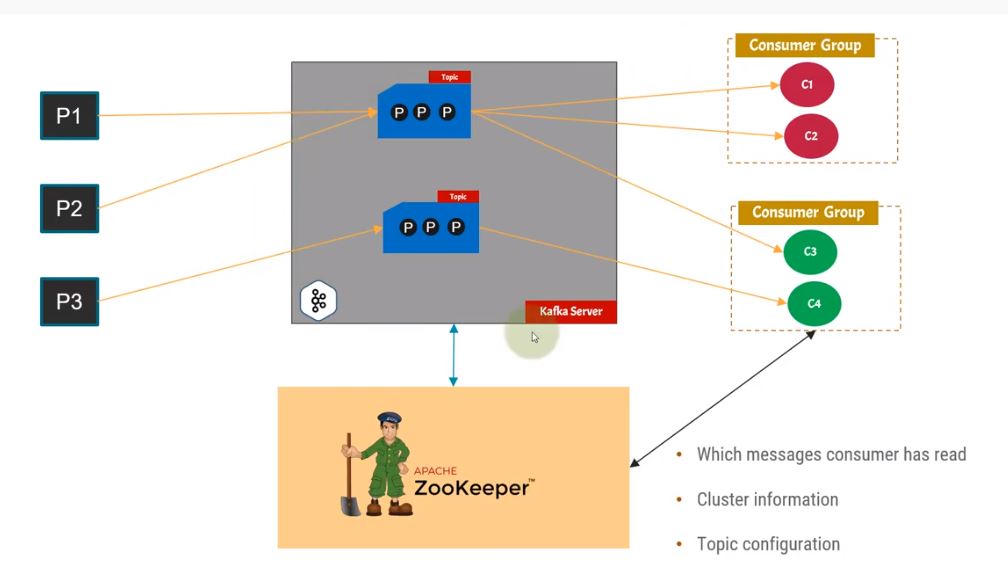 Consumer Group
C1
C2
P1
P2
P3
Topic
P P P
Topic
P P P
Kafka Server
Consumer Group
C3
C4
APACHE
ZooKeeper™
• Which messages consumer has read
• Cluster information
• Topic configuration